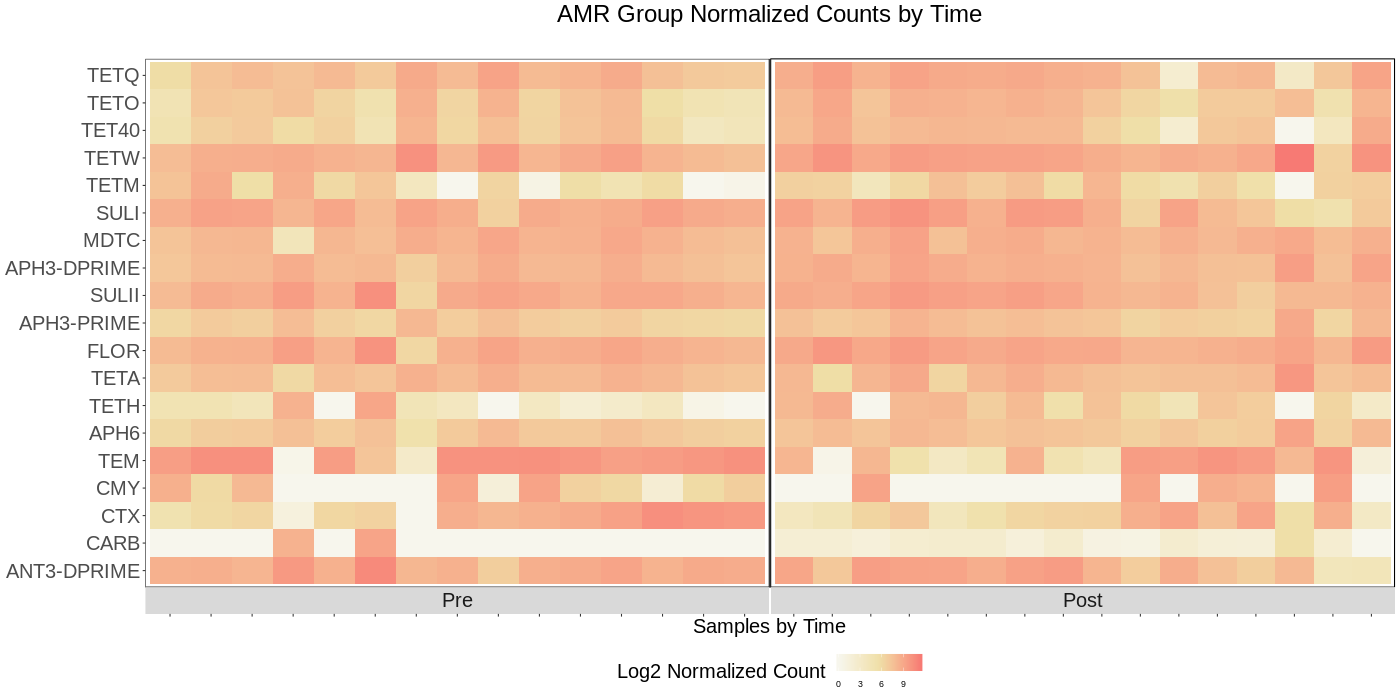 AMR Group Normalized Counts by Time
TETQ
TETO
TET40
TETW
TETM
SULI
MDTC
APH3-DPRIME
SULII
APH3-PRIME
FLOR
TETA
TETH
APH6
TEM
CMY
CTX
CARB
ANT3-DPRIME
Pre Post
Samples by Time
Log2 Normalized Count
0 3 6 9